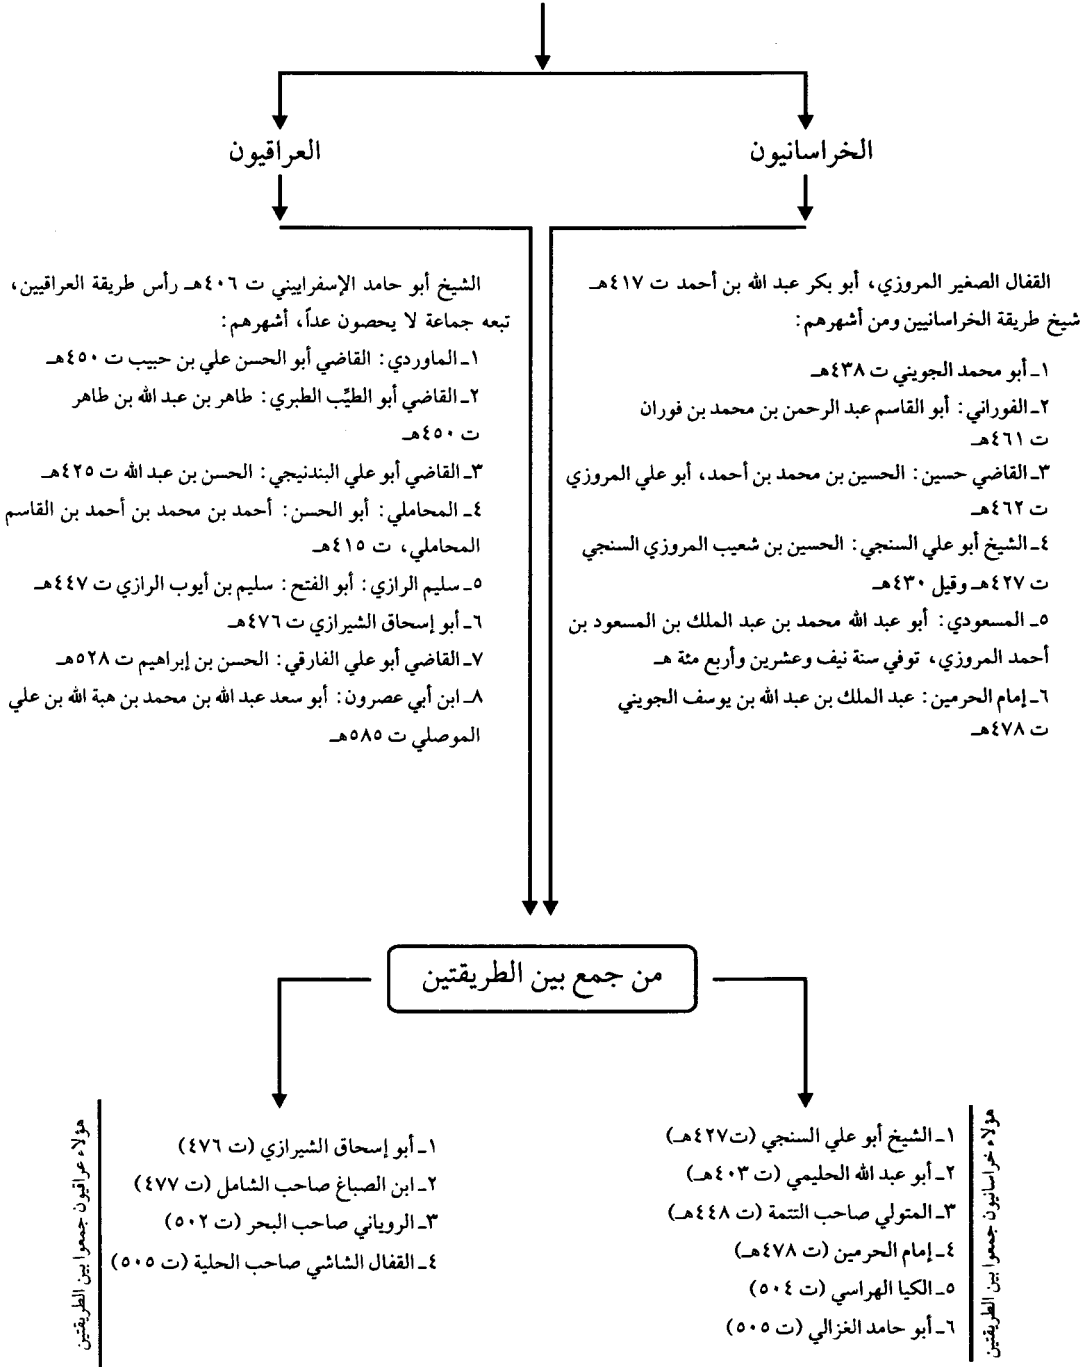 الخراسانيون
العراقيون
القفال الصغير المروزي، أبو بكر عبد الله بن أحمد ت ٤١٧هـ
شيخ طريقة الخراسانيين ومن أشهرهم:
١ـ أبو محمد الجويني ت ٤٣٨هـ
٢ـ الفوراني: أبو القاسم عبد الرحمن بن محمد بن فوران
ت ٤٦١هـ
٣ـ القاضي حسين: الحسين بن محمد بن أحمد، أبو علي المروزي
ت ٤٦٢هـ
٤ـ الشيخ أبو علي السنجي: الحسين بن شعيب المروزي السنجي
ت ٤٢٧هـ وقيل ٤٣٠هـ
٥ـ المسعودي: أبو عبد الله محمد بن عبد الملك بن المسعود بن
أحمد المروزي، توفي سنة نيف وعشرين وأربع مئة هـ
٦ـ إمام الحرمين: عبد الملك بن عبد الله بن يوسف الجويني
ت ٤٧٨هـ
الشيخ أبو حامد الإسفراييني ت ٤٠٦هـ رأس طريقة العراقيين،
تبعه جماعة لا يحصون عداً، أشهرهم:
١ـ الماوردي: القاضي أبو الحسن علي بن حبيب ت ٤٥٠هـ
٢ـ القاضي أبو الطيِّب الطبري: طاهر بن عبد الله بن طاهر
ت ٤٥٠هـ
٣ـ القاضي أبو علي البندنيجي: الحسن بن عبد الله ت ٤٢٥هـ
٤ـ المحاملي: أبو الحسن: أحمد بن محمد بن أحمد بن القاسم
المحاملي، ت ٤١٥هـ
٥ـ سليم الرازي: أبو الفتح: سليم بن أيوب الرازي ت ٤٤٧هـ
٦ـ أبو إسحاق الشيرازي ت ٤٧٦هـ
٧ـ القاضي أبو علي الفارقي: الحسن بن إبراهيم ت ٥٢٨هـ
٨ـ ابن أبي عصرون: أبو سعد عبد الله بن محمد بن هبة الله بن علي
الموصلي ت ٥٨٥هـ
من جمع بين الطريقتين
هؤلاء خراسانيون جمعوا بين الطريقتين
١ـ الشيخ أبو علي السنجي (ت٤٢٧هـ)
٢ـ أبو عبد الله الحليمي (ت ٤٠٣هـ)
٣ـ المتولي صاحب التتمة (ت ٤٤٨هـ)
٤ـ إمام الحرمين (ت ٤٧٨هـ)
٥ـ الكيا الهراسي (ت ٥٠٤)
٦ـ أبو حامد الغزالي (ت ٥٠٥)
١ـ أبو إسحاق الشيرازي (ت ٤٧٦)
٢ـ ابن الصباغ صاحب الشامل (ت ٤٧٧)
٣ـ الروياني صاحب البحر (ت ٥٠٢)
٤ـ القفال الشاشي صاحب الحلية (ت ٥٠٥)
هؤلاء عراقيون جمعوا بين الطريقتين